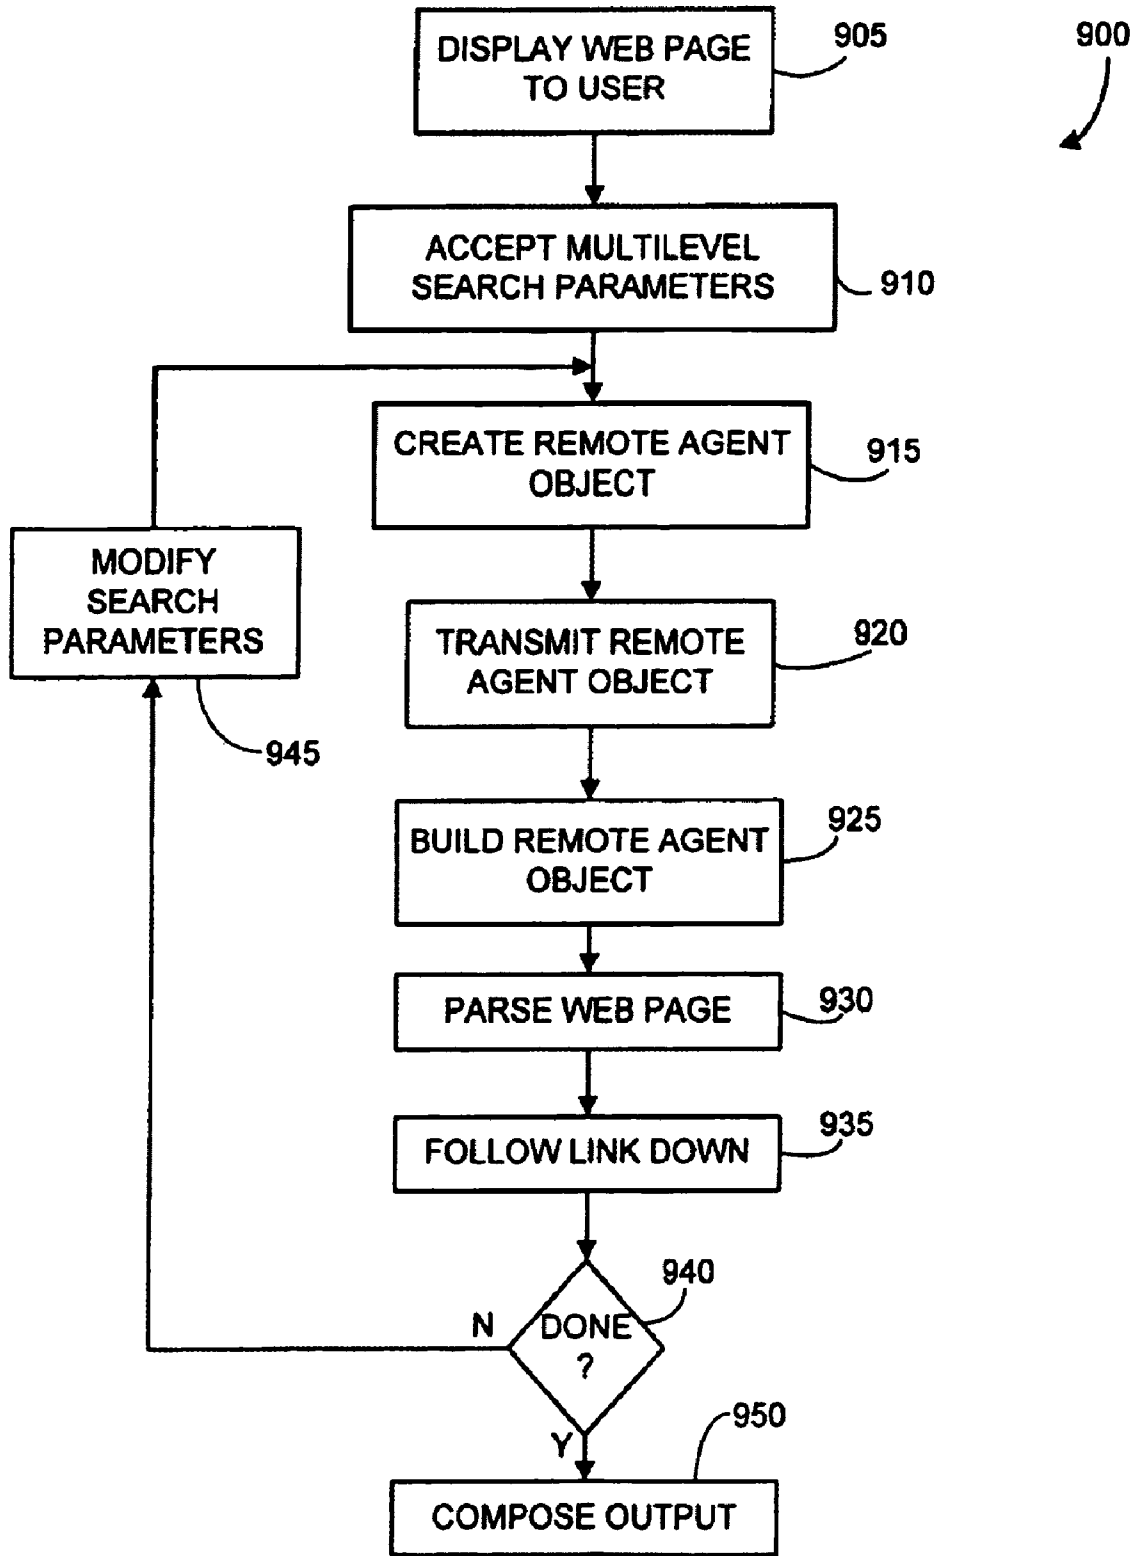 DISPLAY WEB PAGE
TO USER
905
900
ACCEPT MULTILEVEL
SEARCH PARAMETERS
910
CREATE REMOTE AGENT
OBJECT
915
MODIFY
SEARCH
PARAMETERS
945
TRANSMIT REMOTE
AGENT OBJECT
920
BUILD REMOTE AGENT
OBJECT
925
PARSE WEB PAGE
930
FOLLOW LINK DOWN
935
DONE
?
940
N
Y
COMPOSE OUTPUT
950